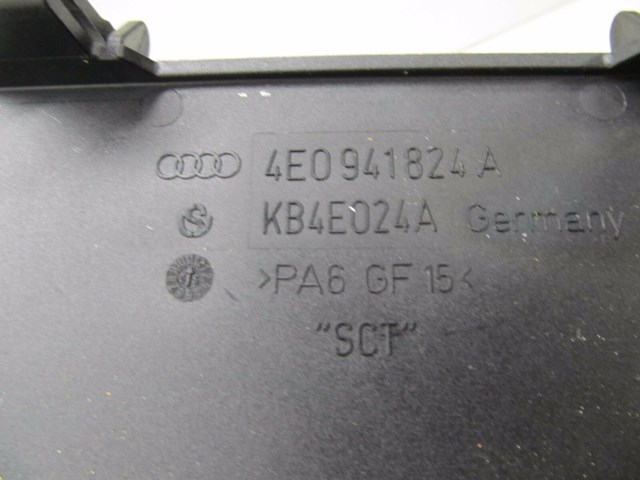 4E0 941 824 A
KB4E024A Germany
>PA6 GF 15<
"SCT"